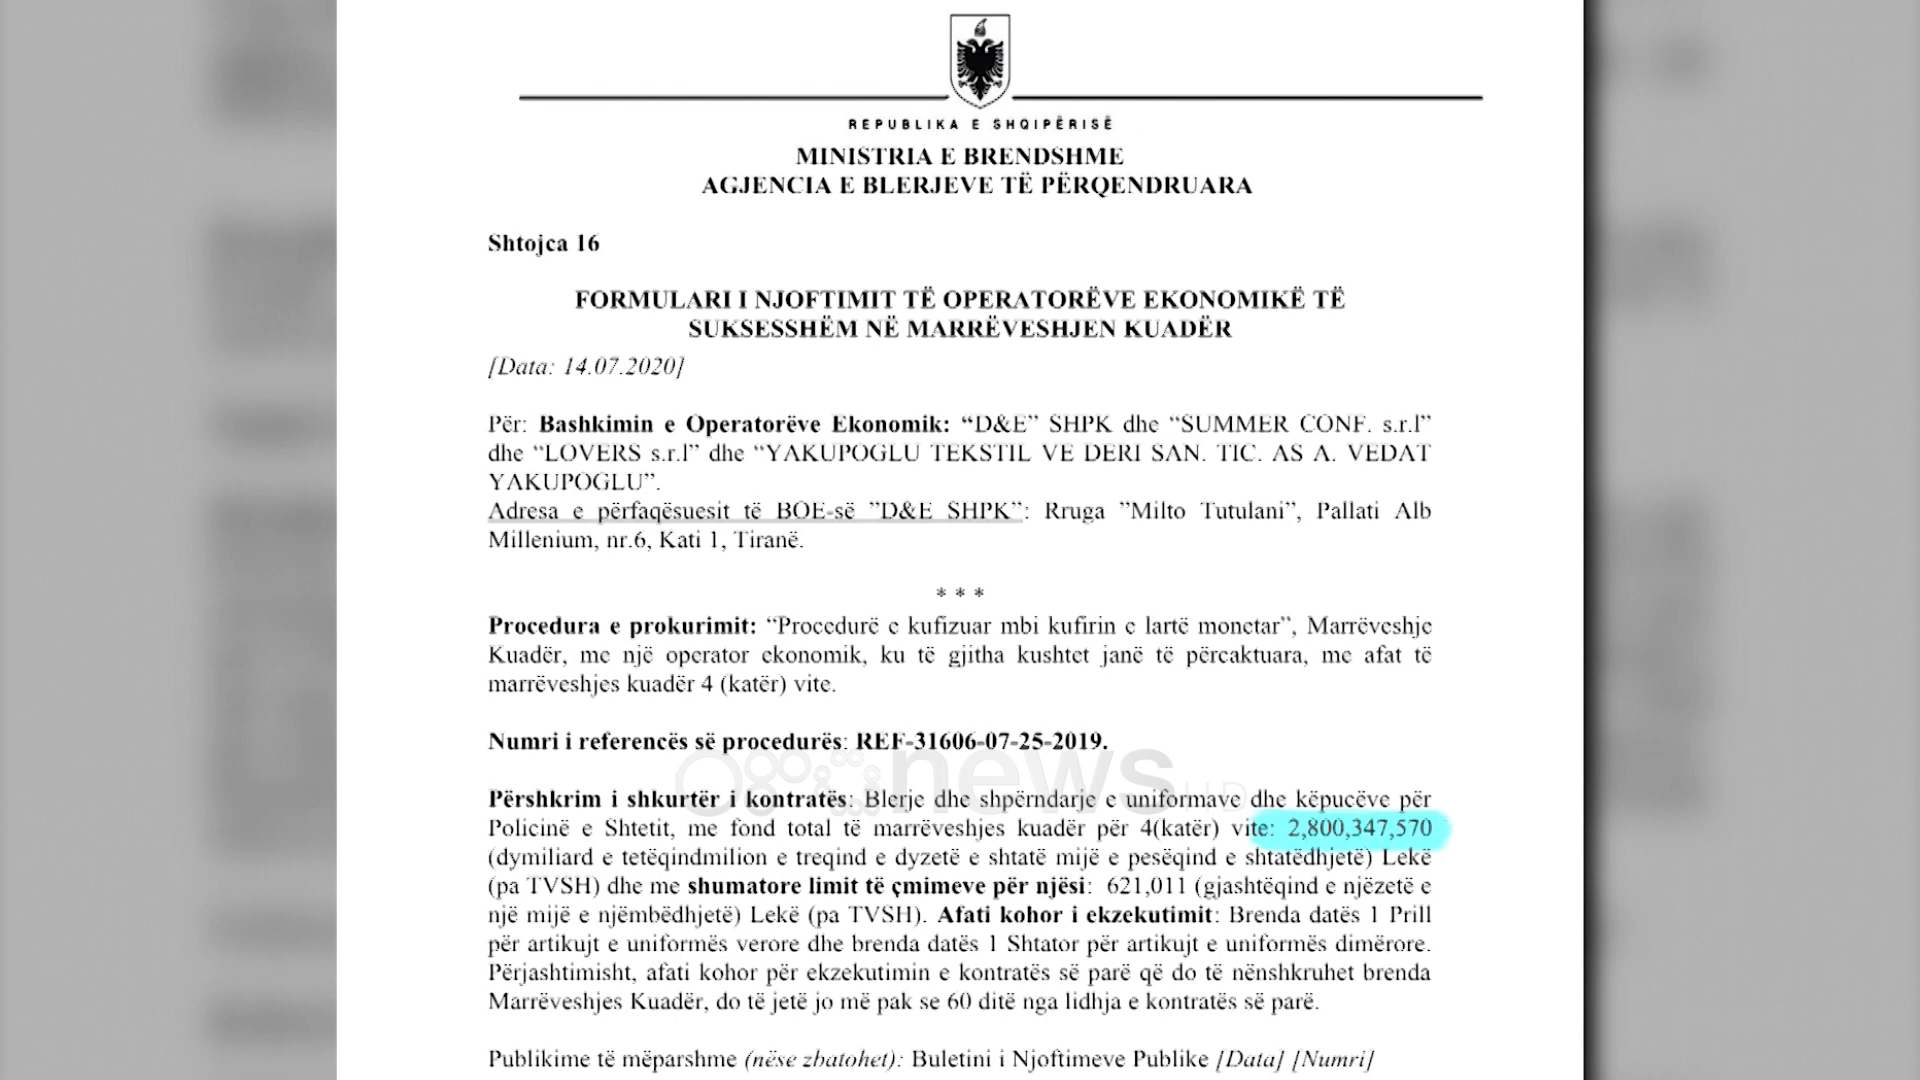 REPUBLIKA E SHQIPËRISË
MINISTRIA E BRENDSHME
AGJENCIA E BLERJEVE TË PËRQENDRUARA
Shtojca 16
FORMULARI I NJOFTIMIT TË OPERATORËVE EKONOMIKË TË
SUKSESSHËM NË MARRËVESHJEN KUADËR
[Data: 14.07.2020]
Për: Bashkimin e Operatorëve Ekonomik: “D&E” SHPK dhe “SUMMER CONF. s.r.l”
dhe “LOVERS s.r.l” dhe “YAKUPOGLU TEKSTIL VE DERI SAN. TIC. AS A. VEDAT
YAKUPOGLU”.
Adresa e përfaqësuesit të BOE-së ”D&E SHPK”: Rruga ”Milto Tutulani”, Pallati Alb
Millenium, nr.6, Kati 1, Tiranë.
* * *
Procedura e prokurimit: “Procedurë e kufizuar mbi kufirin e lartë monetar”, Marrëveshje
Kuadër, me një operator ekonomik, ku të gjitha kushtet janë të përcaktuara, me afat të
marrëveshjes kuadër 4 (katër) vite.
Numri i referencës së procedurës: REF-31606-07-25-2019.
news
Përshkrim i shkurtër i kontratës: Blerje dhe shpërndarje e uniformave dhe këpucëve për
Policinë e Shtetit, me fond total të marrëveshjes kuadër për 4(katër) vite: 2,800,347,570
(dymiliard e tetëqindmilion e treqind e dyzetë e shtatë mijë e pesëqind e shtatëdhjetë) Lekë
(pa TVSH) dhe me shumatore limit të çmimeve për njësi: 621,011 (gjashtëqind e njëzetë e
një mijë e njëmbëdhjetë) Lekë (pa TVSH). Afati kohor i ekzekutimit: Brenda datës 1 Prill
për artikujt e uniformës verore dhe brenda datës 1 Shtator për artikujt e uniformës dimërore.
Përjashtimisht, afati kohor për ekzekutimin e kontratës së parë që do të nënshkruhet brenda
Marrëveshjes Kuadër, do të jetë jo më pak se 60 ditë nga lidhja e kontratës së parë.
Publikime të mëparshme (nëse zbatohet): Buletini i Njoftimeve Publike [Data] [Numri]